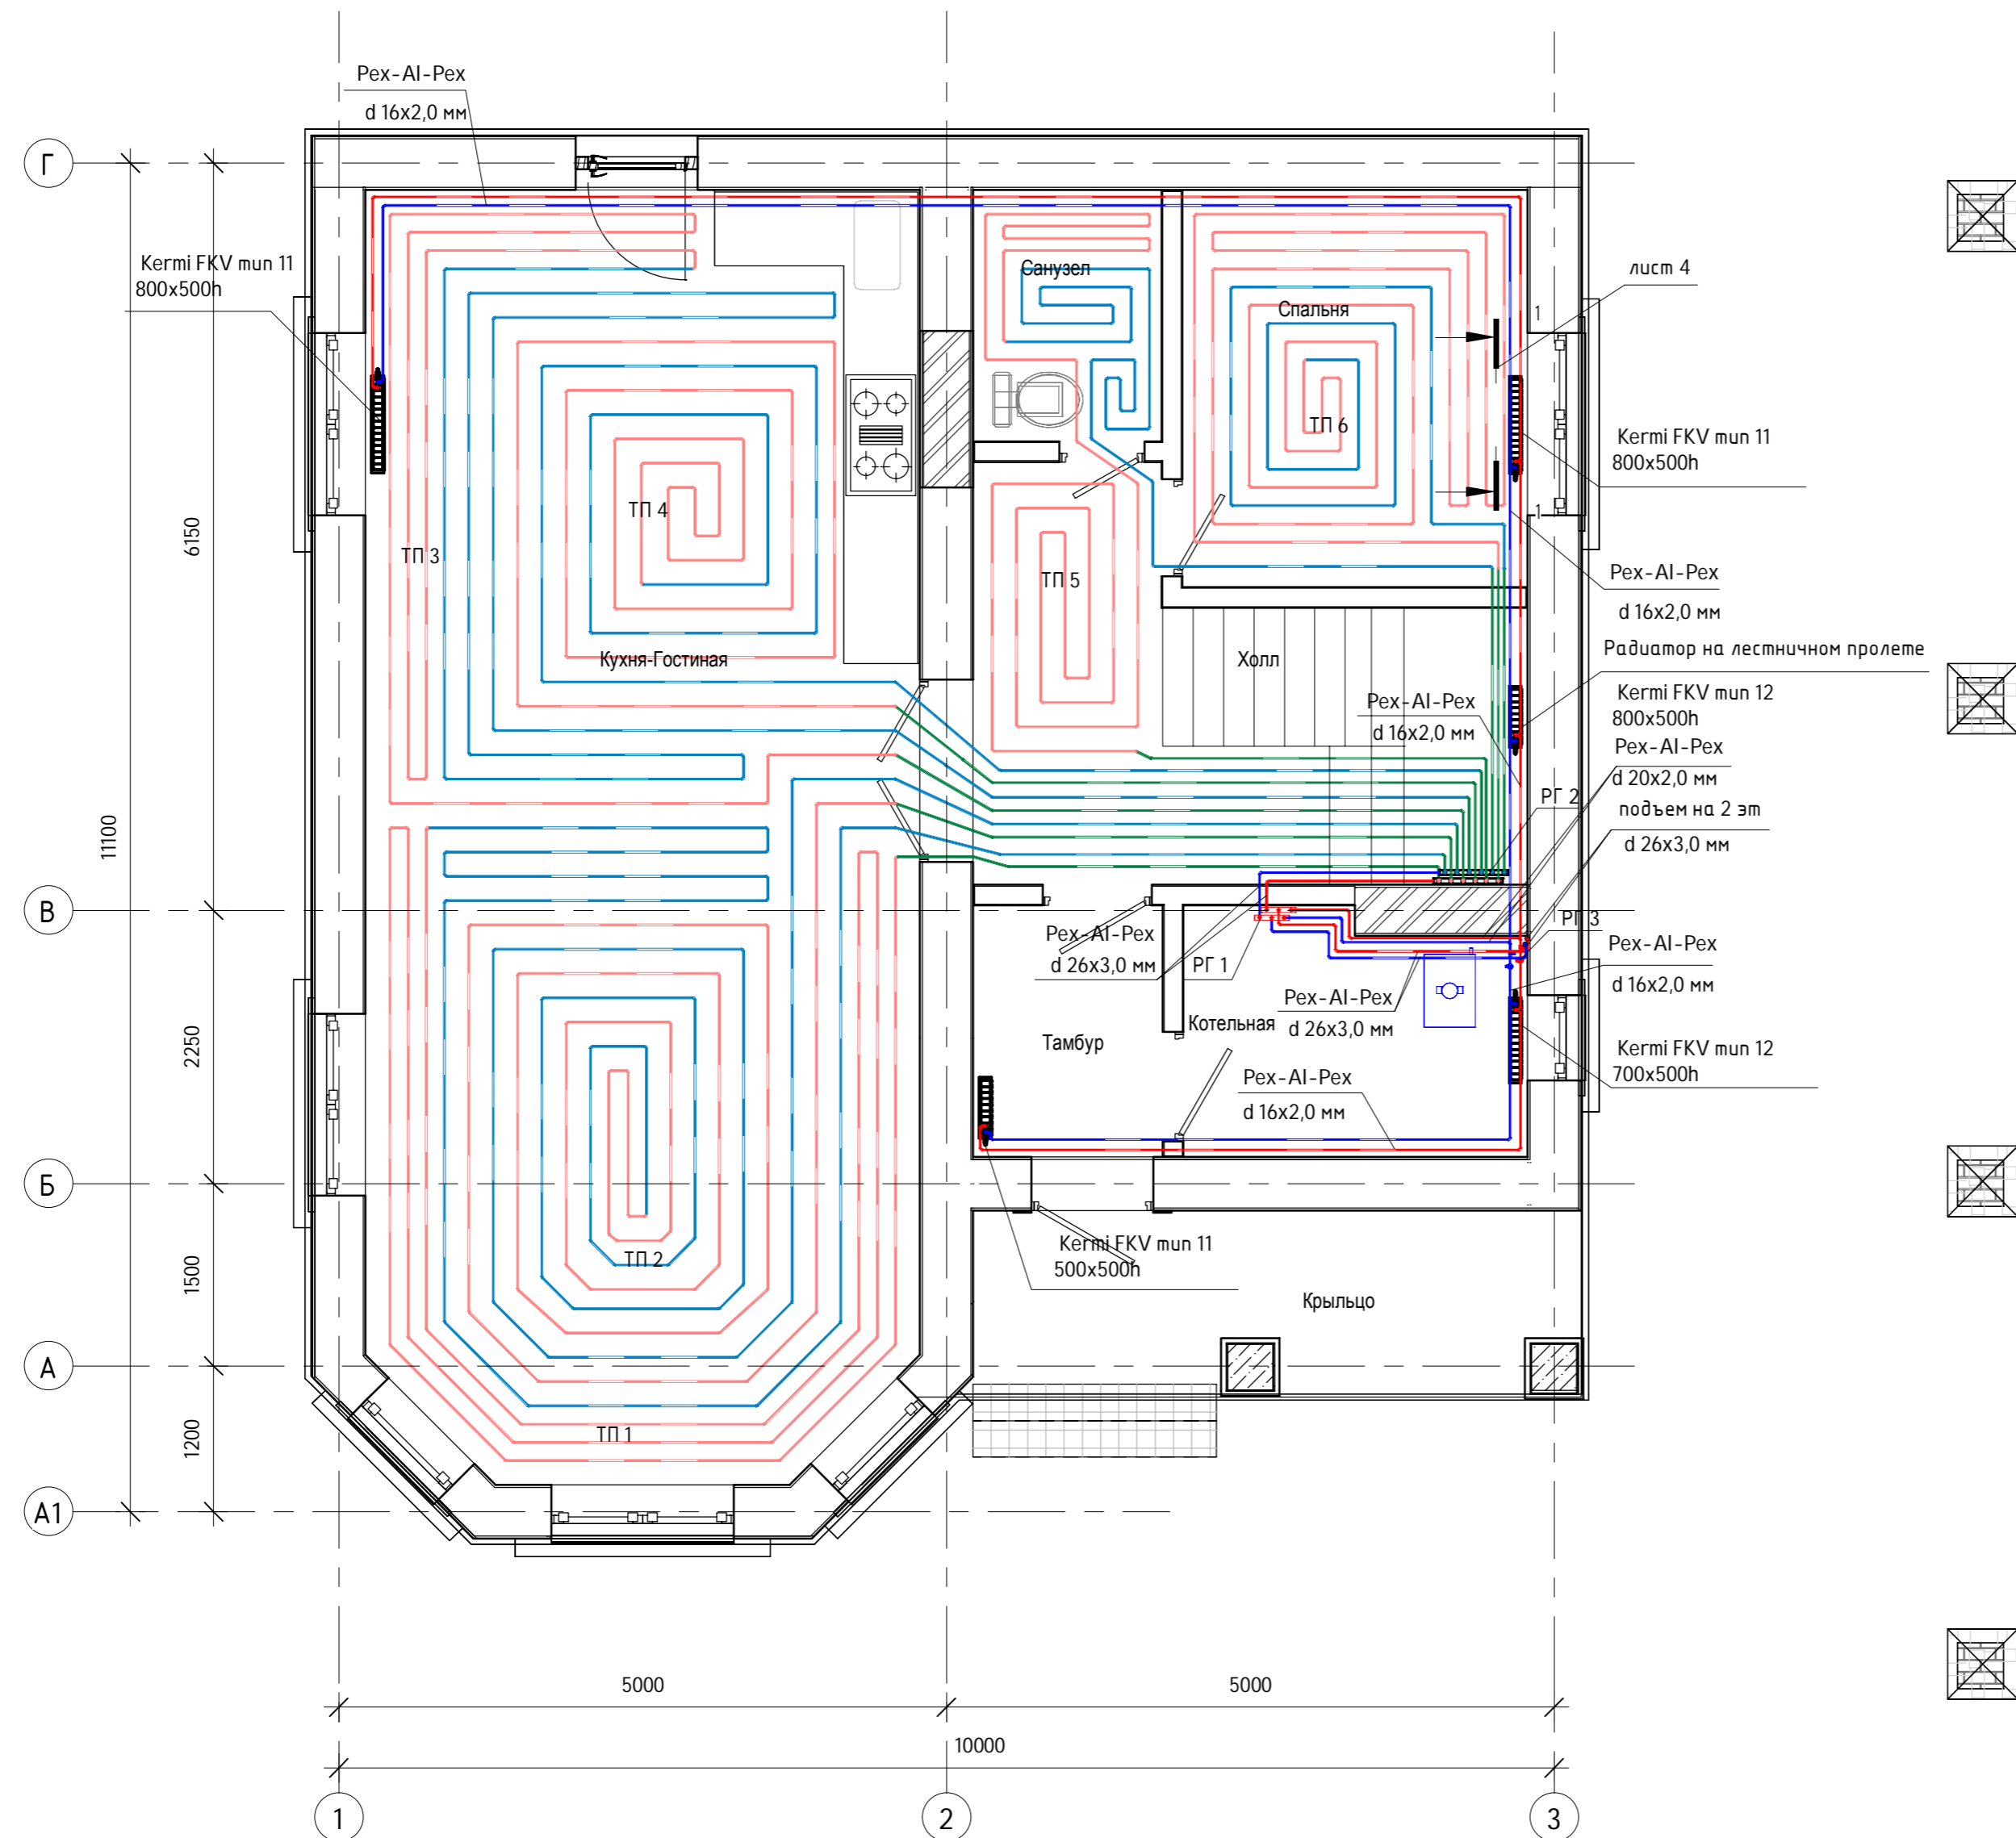 Pex-Al-Pex
d 16x2,0 мм
Г
Kermi FKV тип 11
800x500h
Санузел
Спальня
лист 4
1
ТП 6
Kermi FKV тип 11
800x500h
1
ТП 4
ТП 3
6150
ТП 5
Pex-Al-Pex
d 16x2,0 мм
Кухня-Гостиная
Холл
Радиатор на лестничном пролете
Pex-Al-Pex
d 16x2,0 мм
Kermi FKV тип 12
800x500h
Pex-Al-Pex
d 20x2,0 мм
РГ 2
подъем на 2 эт
d 26x3,0 мм
11100
В
РГ 3
Pex-Al-Pex
d 26x3,0 мм
РГ 1
Pex-Al-Pex
d 16x2,0 мм
Pex-Al-Pex
d 26x3,0 мм
Котельная
Тамбур
2250
Kermi FKV тип 12
700x500h
Pex-Al-Pex
d 16x2,0 мм
Б
Kermi FKV тип 11
500x500h
ТП 2
1500
Крыльцо
А
ТП 1
1200
А1
5000
5000
10000
1
2
3